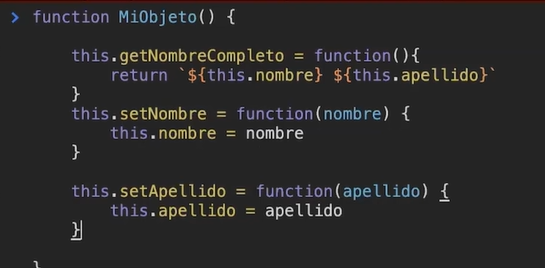 > function MiObjeto() {
this.getNombreCompleto = function(){
return `${this.nombre} ${this.apellido}`
}
this.setNombre = function(nombre) {
this.nombre = nombre
}
this.setApellido = function(apellido) {
this.apellido = apellido
}
}